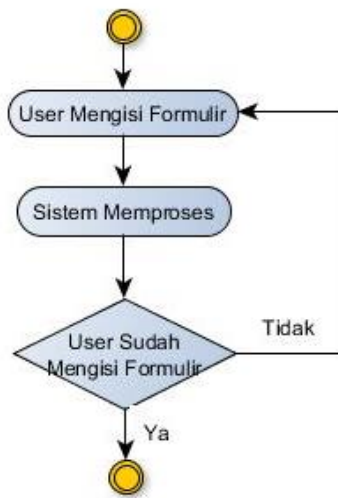 User Mengisi Formulir
Sistem Memproses
User Sudah
Mengisi Formulir
Tidak
Ya